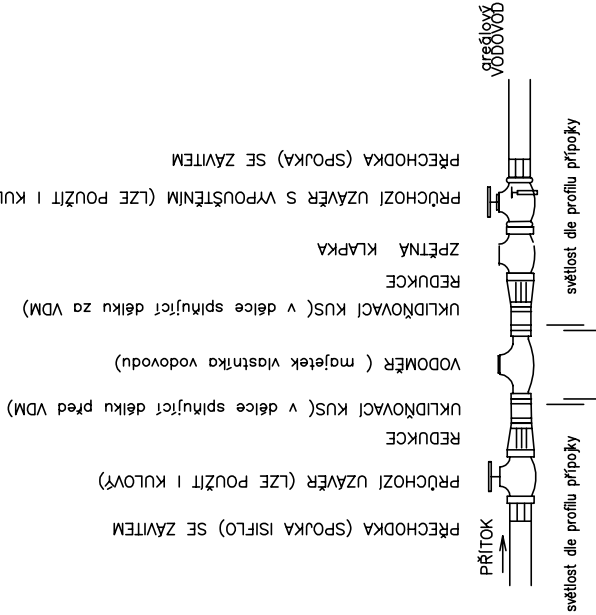 areálový
VODOVOD
PŘECHODKA (SPOJKA) SE ZÁVITEM
PRŮCHOZÍ UZÁVĚR S VYPOUŠTĚNÍM (LZE POUŽÍT I KUL
ZPĚTNÁ KLAPKA
REDUKCE
UKLIDŇOVACÍ KUS( v délce splňující délku za VDM)
VODOMĚR ( majetek vlastníka vodovodu)
UKLIDŇOVACÍ KUS( v délce splňující délku před VDM)
REDUKCE
PRŮCHOZÍ UZÁVĚR (LZE POUŽÍT I KULOVÝ)
PŘECHODKA (SPOJKA ISIFLO) SE ZÁVITEM
PŘÍTOK
světlost dle profilu přípojky
světlost dle profilu přípojky